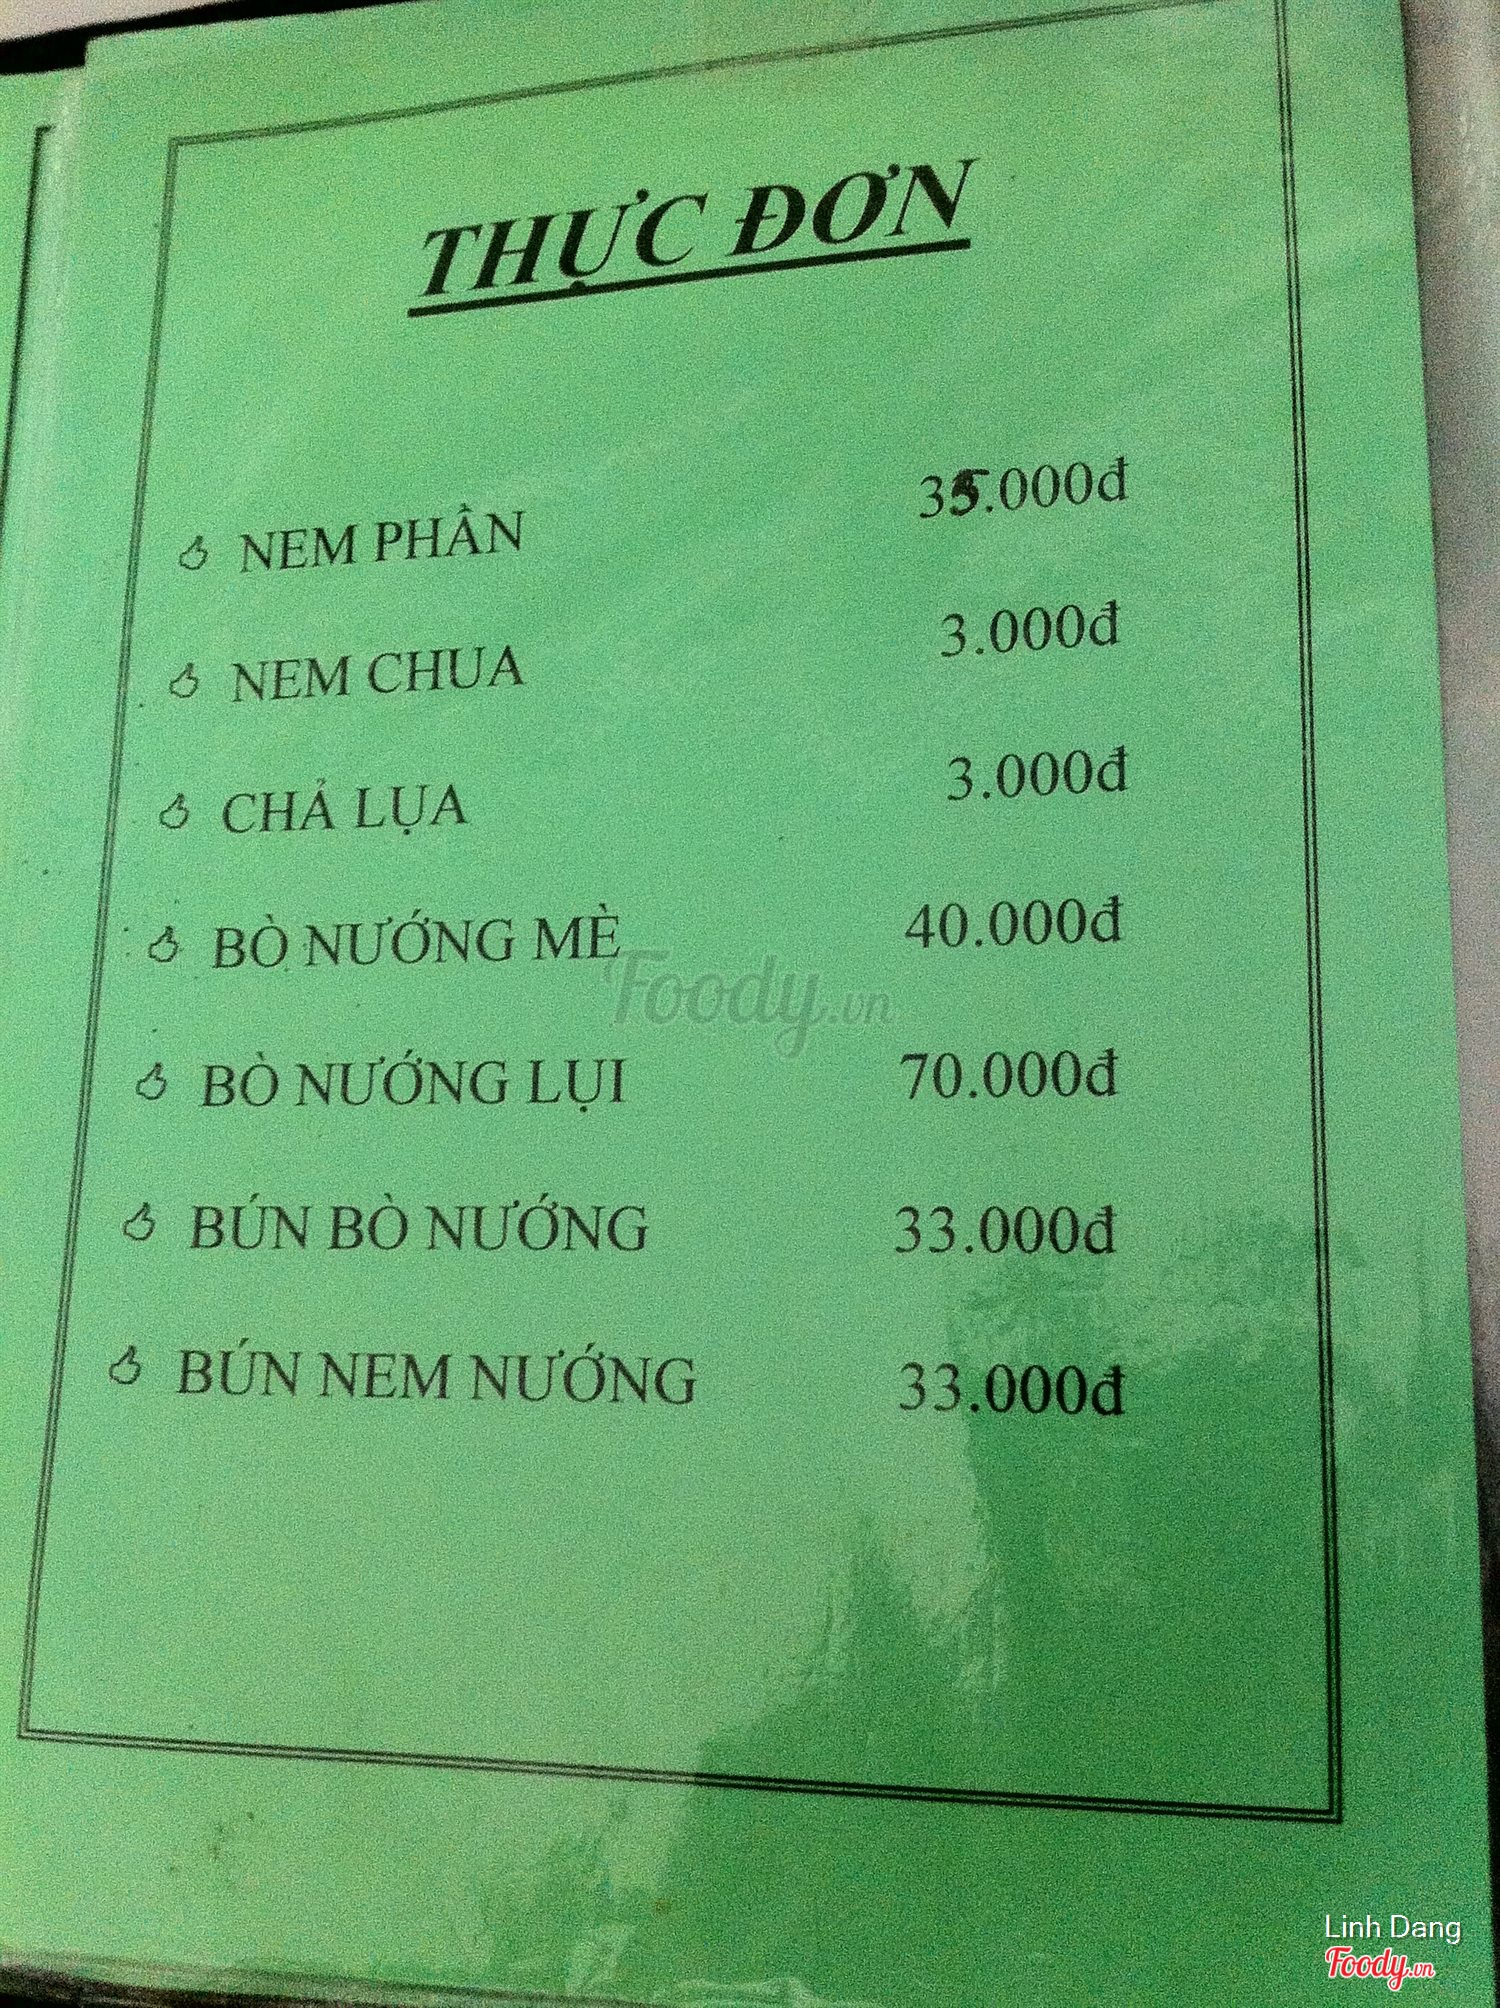 THỰC ĐƠN
NEM PHẦN 35.000đ
NEM CHUA 3.000đ
CHẢ LỤA 3.000đ
BÒ NƯỚNG MÈ 40.000đ
Foody.vn
BÒ NƯỚNG LỤI 70.000đ
BÚN BÒ NƯỚNG 33.000đ
BÚN NEM NƯỚNG 33.000đ
Linh Dang
Foody.vn